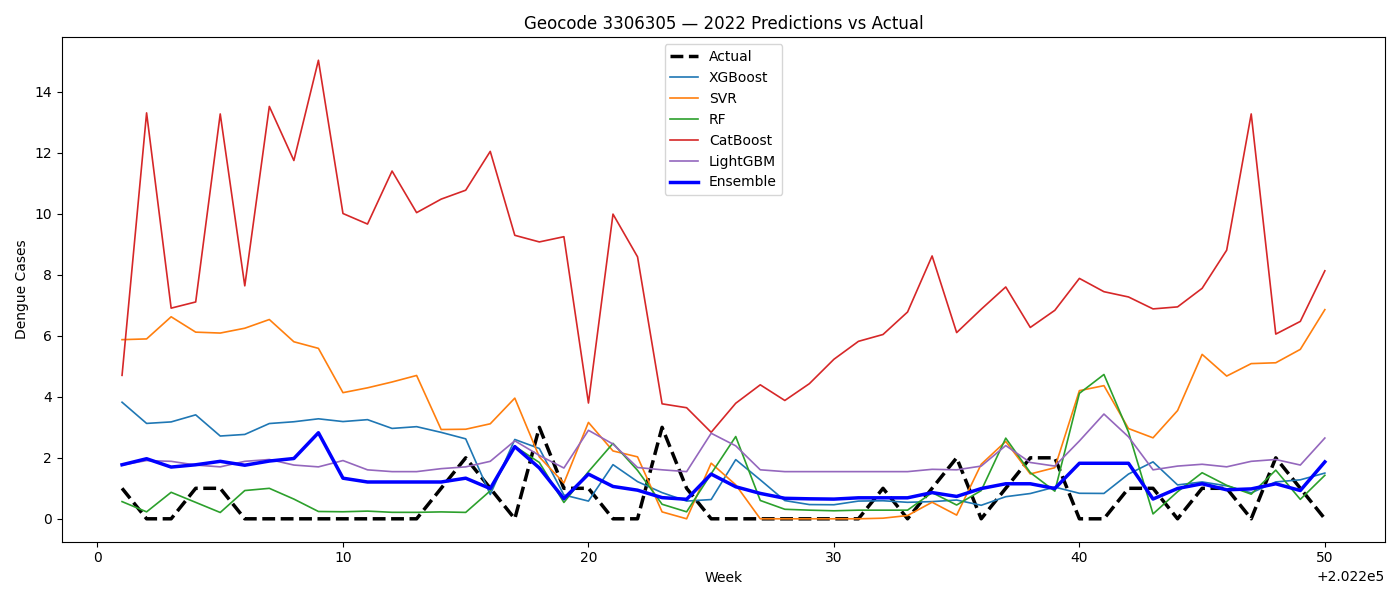 Geocode 3306305 — 2022 Predictions vs Actual
Actual
XGBoost
SVR
RF
CatBoost
LightGBM
Ensemble
Dengue Cases
14
12
10
8
6
4
2
0
0 10 20 30 40 50
+2.022e5
Week